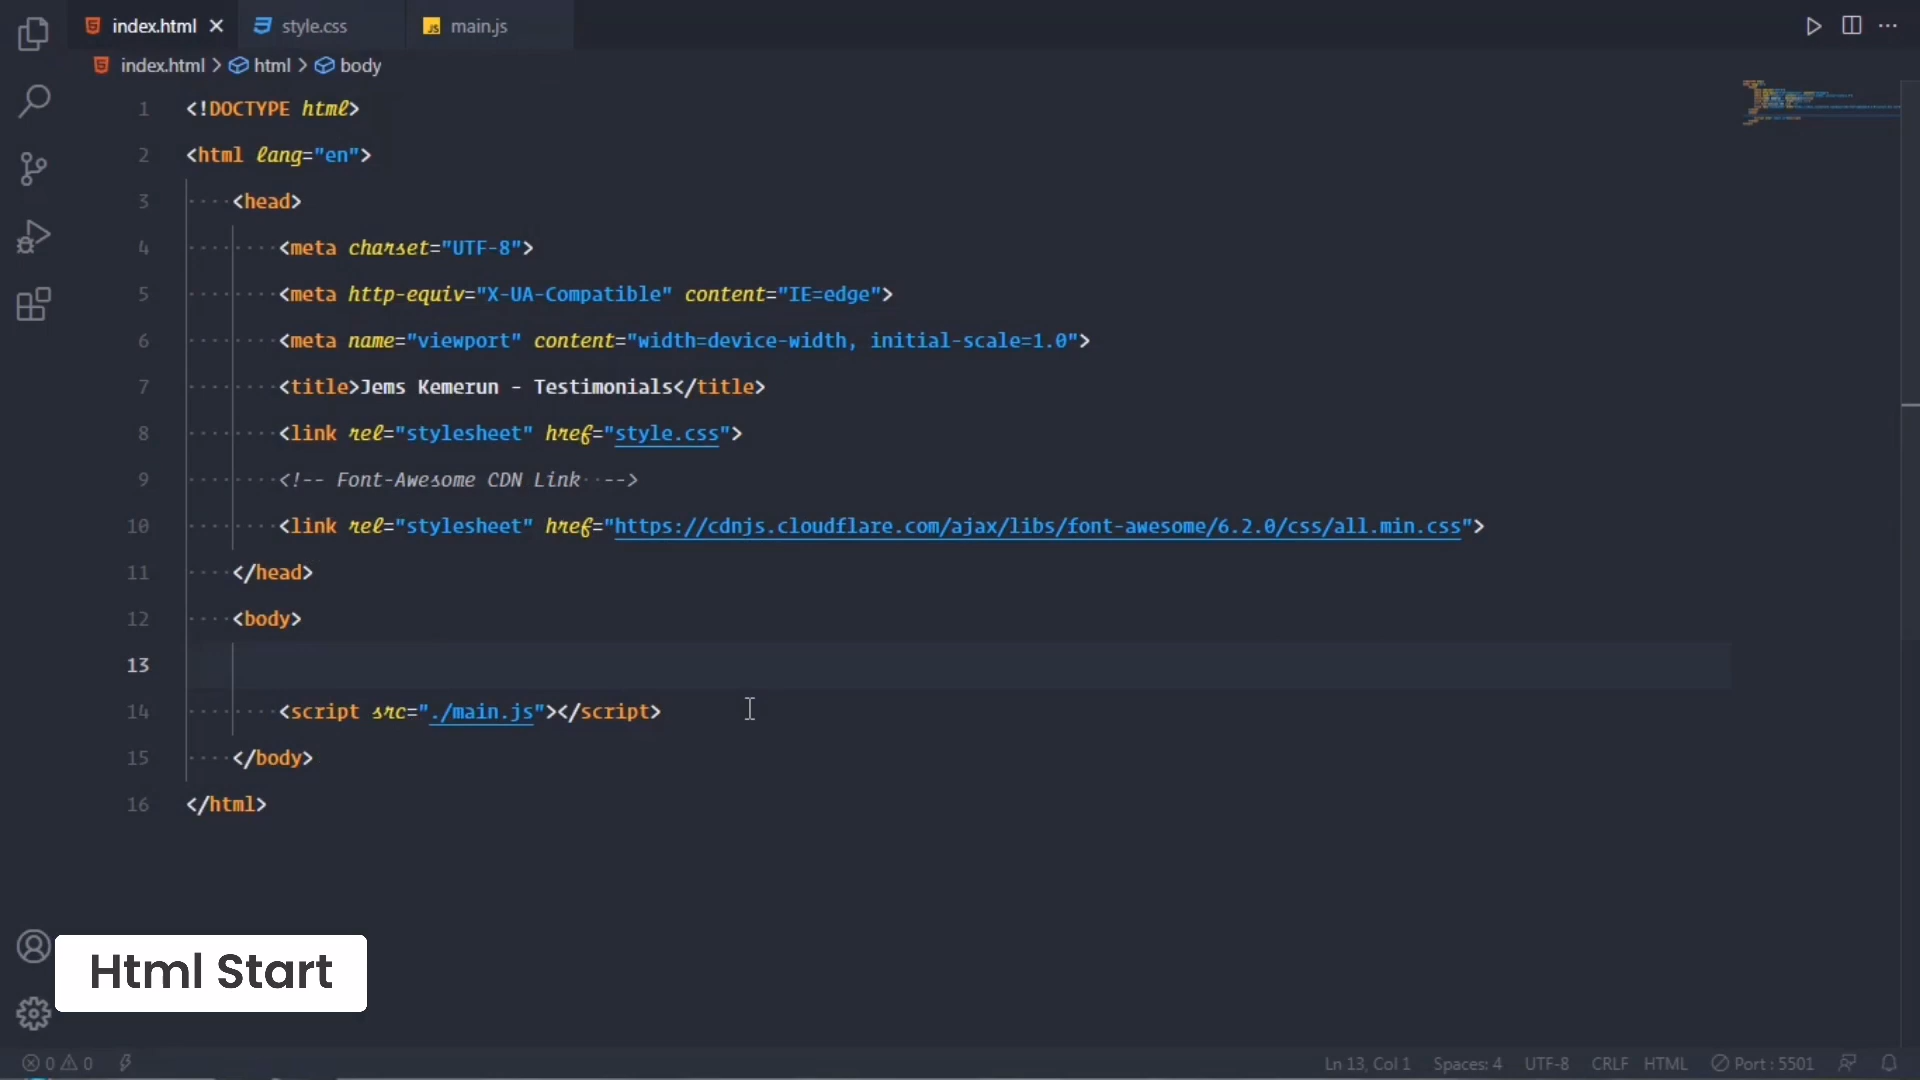 index.html
style.css
main.js
index.html > html > body
1 <!DOCTYPE html>
2 <html lang="en">
3 ····<head>
4 ········<meta charset="UTF-8">
5 ········<meta http-equiv="X-UA-Compatible" content="IE=edge">
6 ········<meta name="viewport" content="width=device-width, initial-scale=1.0">
7 ········<title>Jems Kemerun - Testimonials</title>
8 ········<link rel="stylesheet" href="style.css">
9 ········<!-- Font-Awesome CDN Link ·-->
10 ········<link rel="stylesheet" href="https://cdnjs.cloudflare.com/ajax/libs/font-awesome/6.2.0/css/all.min.css">
11 ····</head>
12 ····<body>
13
14 ········<script src="./main.js"></script>
15 ····</body>
16 </html>
Html Start
0 0
Ln 13, Col 1 Spaces: 4 UTF-8 CRLF HTML Port : 5501